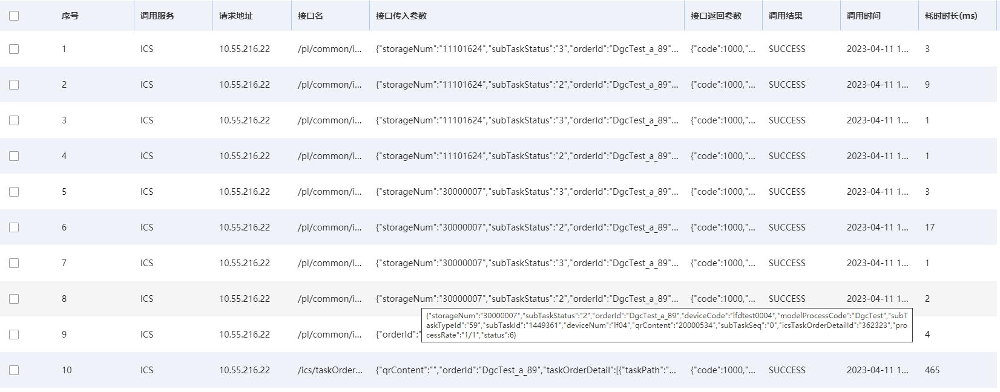 序号 调用服务 请求地址 接口名 接口传入参数 接口返回参数 调用结果 调用时间 耗时时长(ms)
1 ICS 10.55.216.22 /pl/common/i... {"storageNum":"11101624","subTaskStatus":"3","orderId":"DgcTest_a_89"... {"code":1000,"... SUCCESS 2023-04-11 1... 3
2 ICS 10.55.216.22 /pl/common/i... {"storageNum":"11101624","subTaskStatus":"2","orderId":"DgcTest_a_89"... {"code":1000,"... SUCCESS 2023-04-11 1... 9
3 ICS 10.55.216.22 /pl/common/i... {"storageNum":"11101624","subTaskStatus":"3","orderId":"DgcTest_a_89"... {"code":1000,"... SUCCESS 2023-04-11 1... 1
4 ICS 10.55.216.22 /pl/common/i... {"storageNum":"11101624","subTaskStatus":"2","orderId":"DgcTest_a_89"... {"code":1000,"... SUCCESS 2023-04-11 1... 1
5 ICS 10.55.216.22 /pl/common/i... {"storageNum":"30000007","subTaskStatus":"3","orderId":"DgcTest_a_89"... {"code":1000,"... SUCCESS 2023-04-11 1... 3
6 ICS 10.55.216.22 /pl/common/i... {"storageNum":"30000007","subTaskStatus":"2","orderId":"DgcTest_a_89"... {"code":1000,"... SUCCESS 2023-04-11 1... 17
7 ICS 10.55.216.22 /pl/common/i... {"storageNum":"30000007","subTaskStatus":"3","orderId":"DgcTest_a_89"... {"code":1000,"... SUCCESS 2023-04-11 1... 1
8 ICS 10.55.216.22 /pl/common/i... {"storageNum":"30000007","subTaskStatus":"2","orderId":"DgcTest_a_89"... {"code":1000,"... SUCCESS 2023-04-11 1... 2
{"storageNum":"30000007","subTaskStatus":"2","orderId":"DgcTest_a_89","deviceCode":"lfdtest0004","modelProcessCode":"DgcTest","subT
askTypeId":"59","subTaskId":"1449361","deviceNum":"lf04","qrContent":"20000534","subTaskSeq":"0","icsTaskOrderDetailId":"362323","pro
cessRate":"1/1","status":6}
9 ICS 10.55.216.22 /pl/common/i... {"orderId":" 4
10 ICS 10.55.216.22 /ics/taskOrder... {"qrContent":"","orderId":"DgcTest_a_89","taskOrderDetail":[{"taskPath":"... {"code":1000,"... SUCCESS 2023-04-11 1... 465